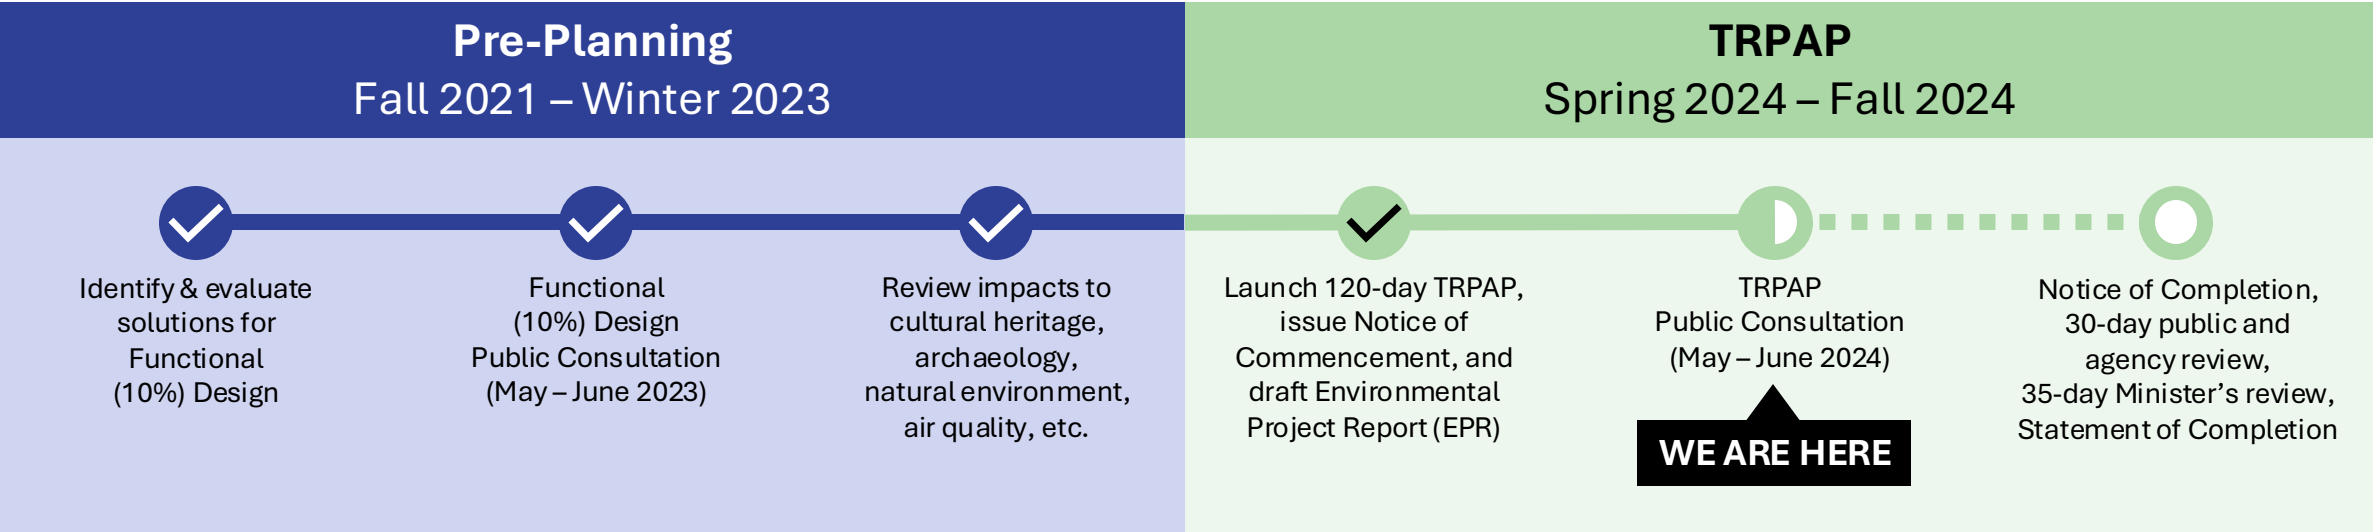 Pre-Planning
Fall 2021 – Winter 2023
TRPAP
Spring 2024 – Fall 2024
Identify & evaluate
solutions for
Functional
(10%) Design
Functional
(10%) Design
Public Consultation
(May – June 2023)
Review impacts to
cultural heritage,
archaeology,
natural environment,
air quality, etc.
Launch 120-day TRPAP,
issue Notice of
Commencement, and
draft Environmental
Project Report (EPR)
TRPAP
Public Consultation
(May – June 2024)
WE ARE HERE
Notice of Completion,
30-day public and
agency review,
35-day Minister’s review,
Statement of Completion